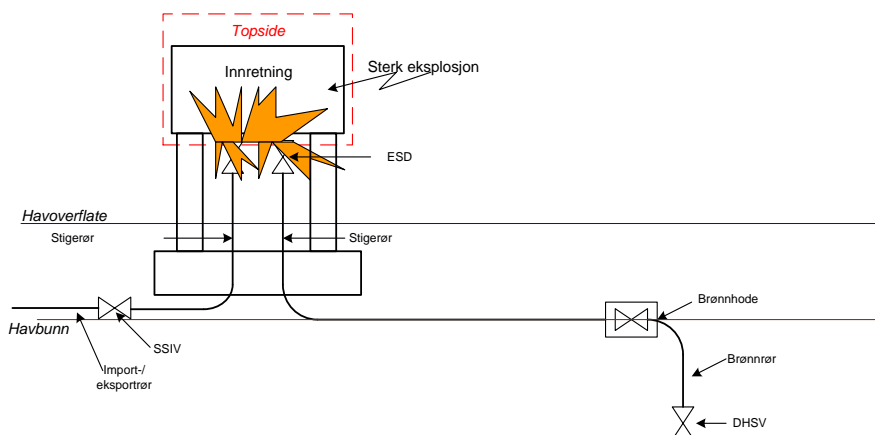 Topside
Innretning
Sterk eksplosjon
ESD
Havoverflate
Stigerør
Stigerør
Brønnhode
Havbunn
SSIV
Import-/
eksportrør
Brønnrør
DHSV